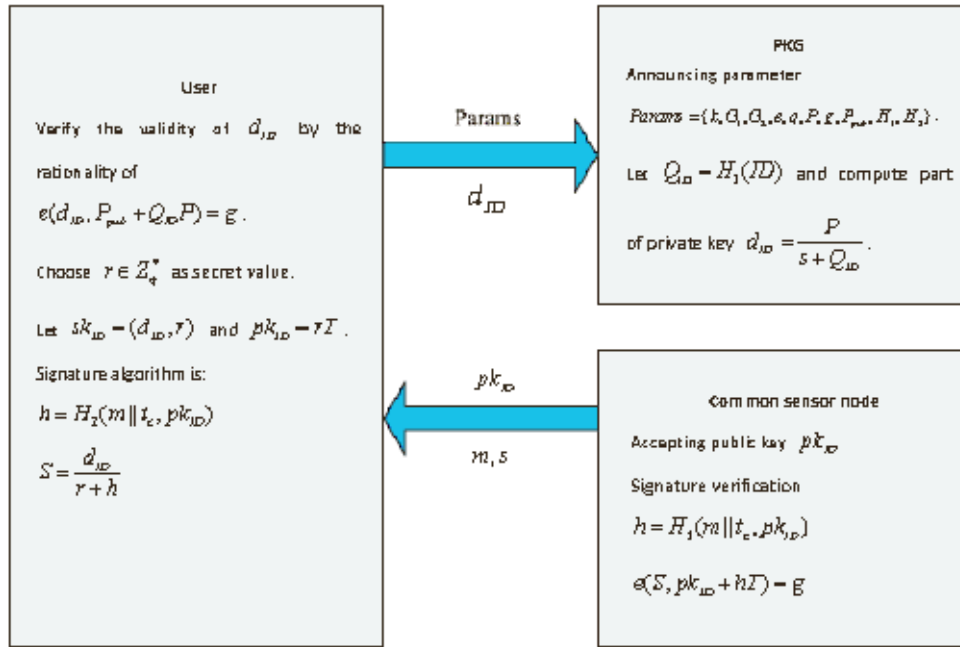 User
Verify the validity of d_ID by the
rationality of
e(d_ID, P_pub + Q_ID P) = g.
Choose r ∈ Z_q^* as secret value.
Let sk_ID = (d_ID, r) and pk_ID = rT.
Signature algorithm is:
h = H_2(m || t_c, pk_ID)
S = d_ID / (r + h)
Params
d_ID
PKG
Announcing parameter
Params = {k, G_1, G_2, e, q, P, g, P_pub, H_1, H_2}.
Let Q_ID = H_1(ID) and compute part
of private key d_ID = P / (s + Q_ID).
pk_ID
m, s
Common sensor node
Accepting public key pk_ID
Signature verification
h = H_1(m || t_c, pk_ID)
e(S, pk_ID + hT) = g